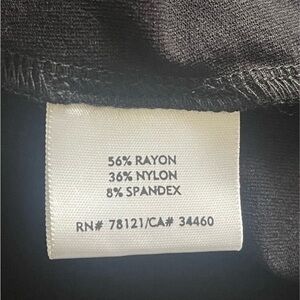 56% RAYON
36% NYLON
8% SPANDEX
RN# 78121/CA# 34460